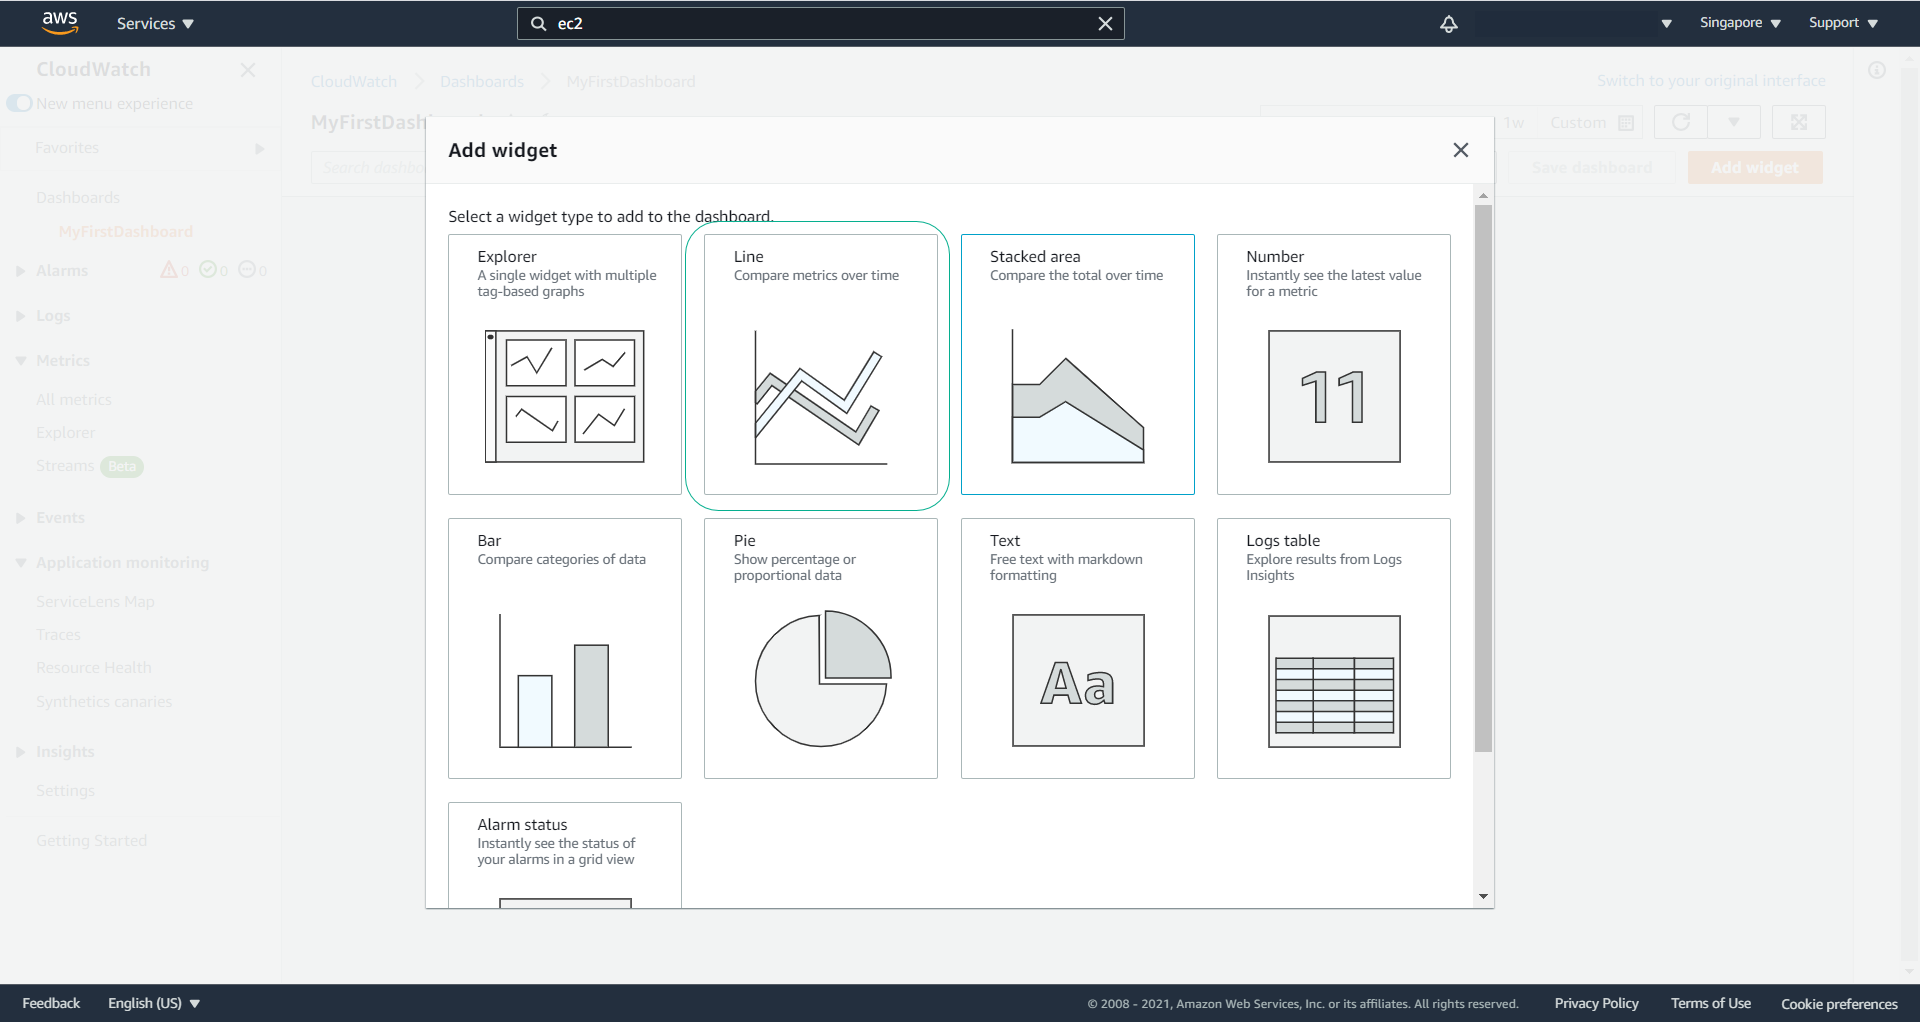 aws
Services
ec2
Singapore
Support
CloudWatch
New menu experience
Favorites
Dashboards
MyFirstDashboard
Alarms
0
0
0
Logs
Metrics
All metrics
Explorer
Streams
Beta
Events
Application monitoring
ServiceLens Map
Traces
Resource Health
Synthetics canaries
Insights
Settings
Getting Started
CloudWatch
Dashboards
MyFirstDashboard
Switch to your original interface
1w
Custom
Save dashboard
Add widget
Add widget
Select a widget type to add to the dashboard.
Explorer
A single widget with multiple
tag-based graphs
Line
Compare metrics over time
Stacked area
Compare the total over time
Number
Instantly see the latest value
for a metric
11
Bar
Compare categories of data
Pie
Show percentage or
proportional data
Text
Free text with markdown
formatting
Aa
Logs table
Explore results from Logs
Insights
Alarm status
Instantly see the status of
your alarms in a grid view
Feedback
English (US)
© 2008 - 2021, Amazon Web Services, Inc. or its affiliates. All rights reserved.
Privacy Policy
Terms of Use
Cookie preferences